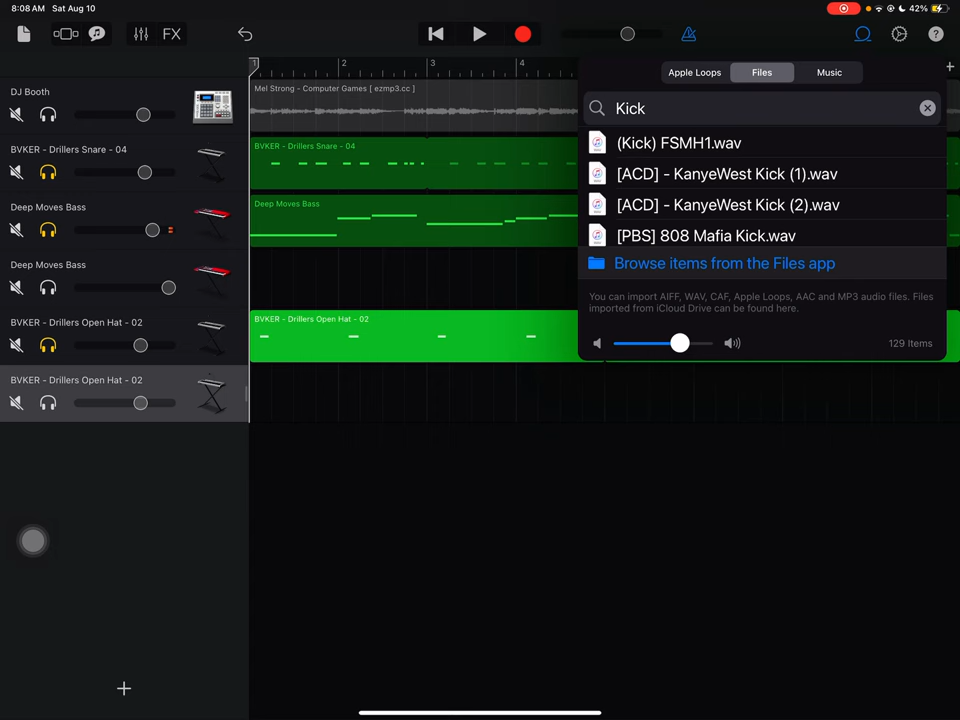 8:08 AM Sat Aug 10
42%
FX
1 2 3 4
Apple Loops Files Music
Kick
(Kick) FSMH1.wav
[ACD] - KanyeWest Kick (1).wav
[ACD] - KanyeWest Kick (2).wav
[PBS] 808 Mafia Kick.wav
Browse items from the Files app
You can import AIFF, WAV, CAF, Apple Loops, AAC and MP3 audio files. Files
imported from iCloud Drive can be found here.
129 Items
DJ Booth
Mel Strong - Computer Games [ ezmp3.cc ]
BVKER - Drillers Snare - 04
BVKER - Drillers Snare - 04
Deep Moves Bass
Deep Moves Bass
Deep Moves Bass
BVKER - Drillers Open Hat - 02
BVKER - Drillers Open Hat - 02
BVKER - Drillers Open Hat - 02